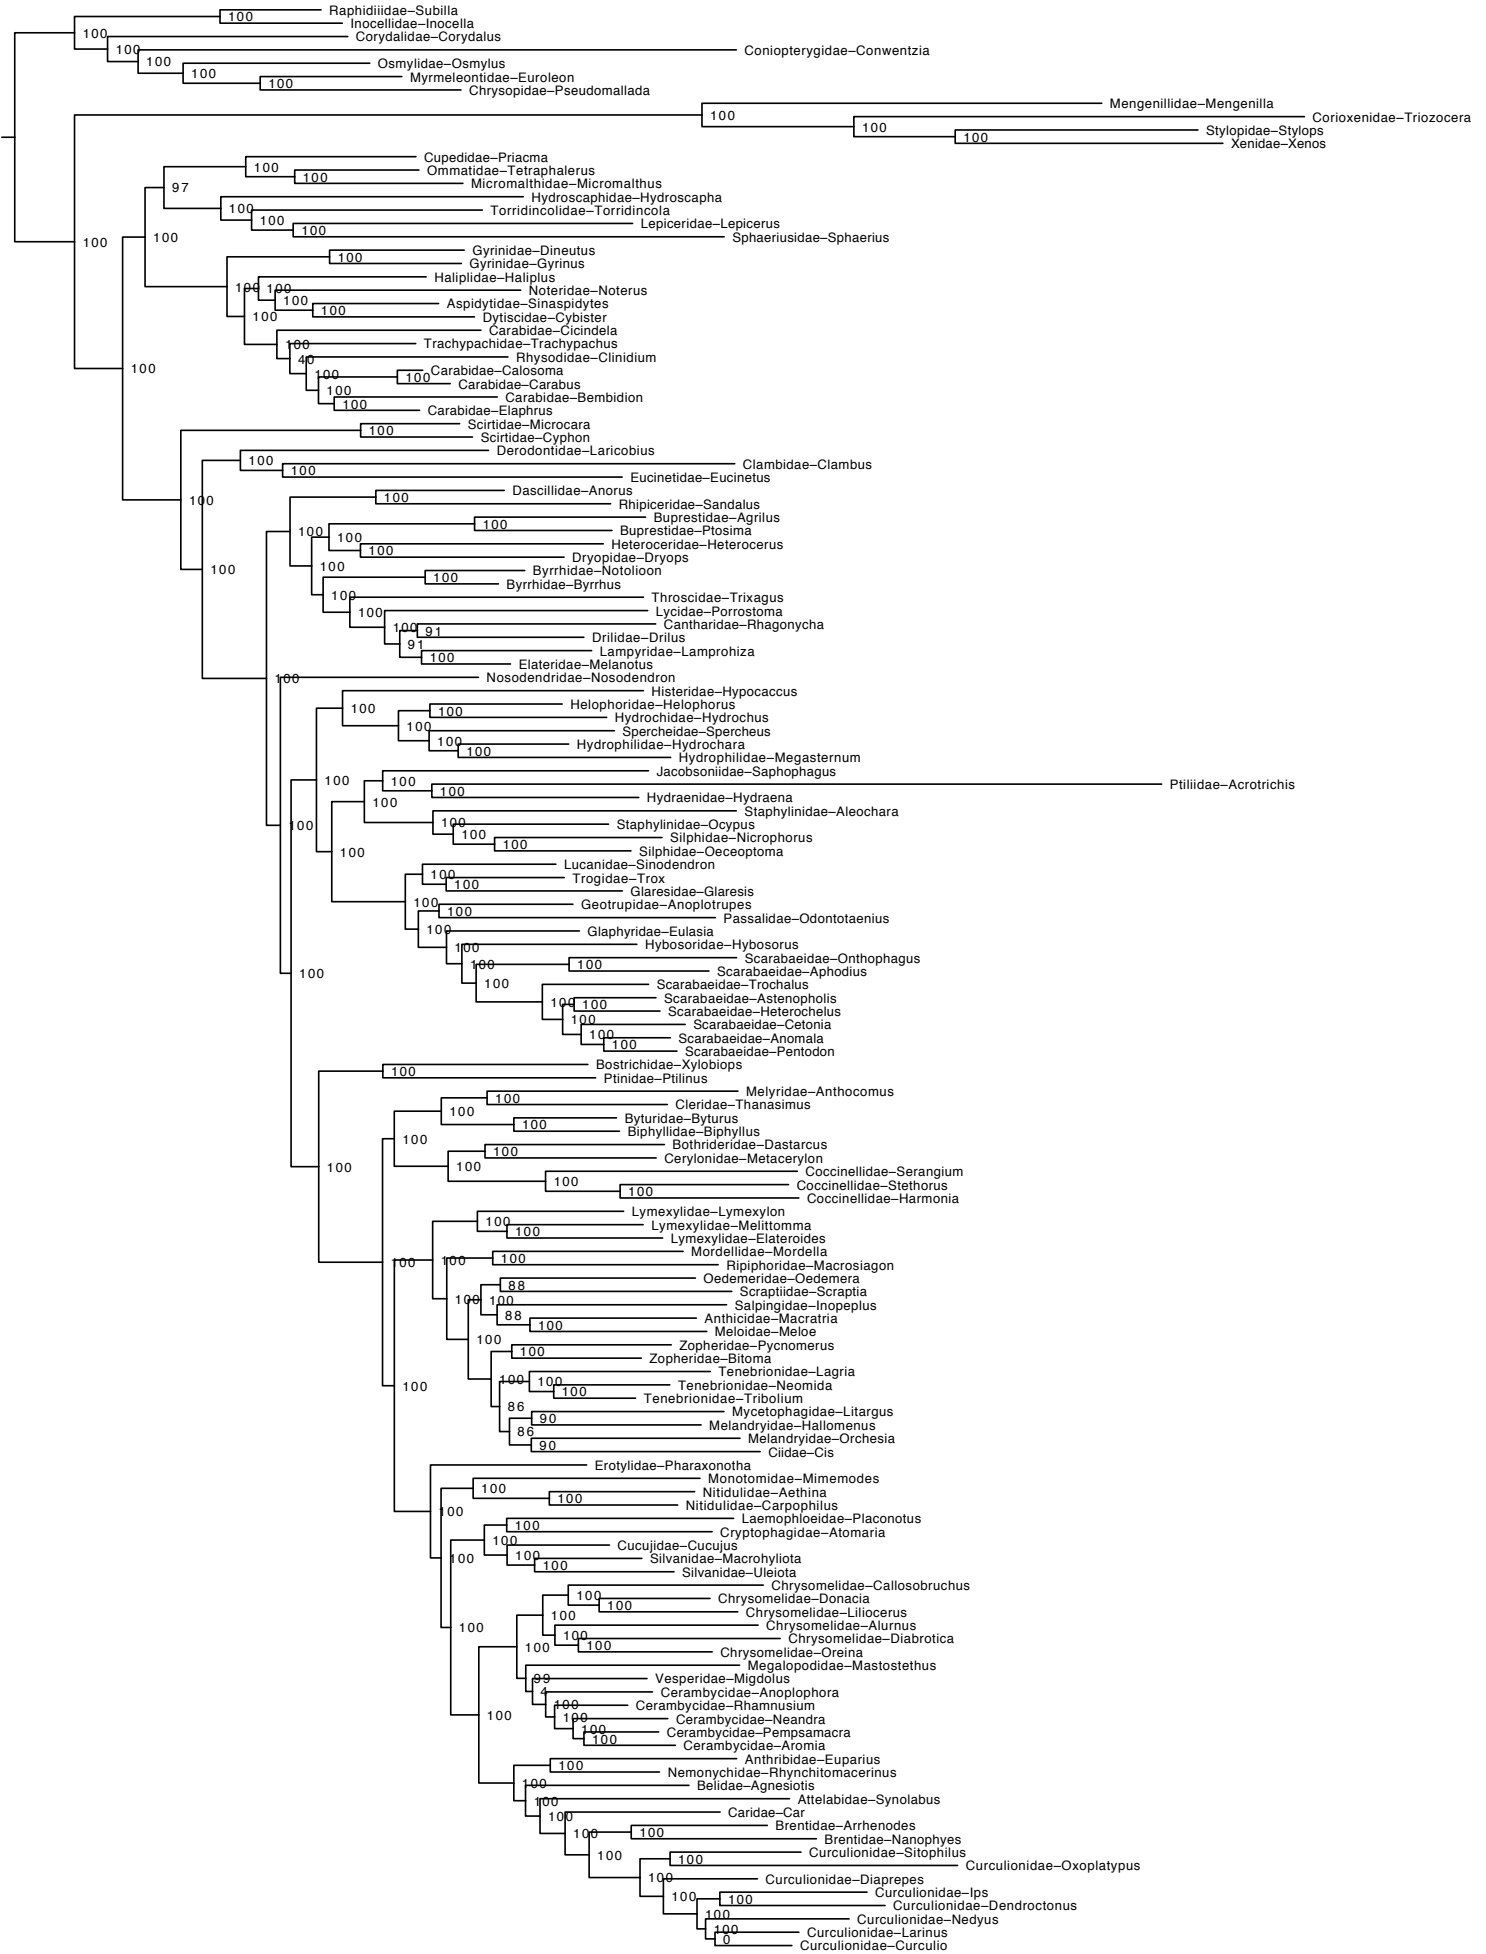 Raphidiiidae–Subilla
100
Inocellidae–Inocella
100
Corydalidae–Corydalus
100
Coniopterygidae–Conwentzia
100
Osmylidae–Osmylus
100
Myrmeleontidae–Euroleon
100
Chrysopidae–Pseudomallada
Mengenillidae–Mengenilla
100
Corioxenidae–Triozocera
100
Stylopidae–Stylops
100
Xenidae–Xenos
Cupedidae–Priacma
100
Ommatidae–Tetraphalerus
100
Micromalthidae–Micromalthus
97
Hydroscaphidae–Hydroscapha
100
Torridincolidae–Torridincola
100
Lepiceridae–Lepicerus
100
Sphaeriusidae–Sphaerius
100
100
Gyrinidae–Dineutus
100
Gyrinidae–Gyrinus
Haliplidae–Haliplus
100
100
Noteridae–Noterus
100
Aspidytidae–Sinaspidytes
100
Dytiscidae–Cybister
100
Carabidae–Cicindela
100
Trachypachidae–Trachypachus
40
Rhysodidae–Clinidium
100
Carabidae–Calosoma
100
Carabidae–Carabus
100
Carabidae–Bembidion
100
Carabidae–Elaphrus
100
Scirtidae–Microcara
100
Scirtidae–Cyphon
Derodontidae–Laricobius
100
Clambidae–Clambus
100
Eucinetidae–Eucinetus
100
Dascillidae–Anorus
100
Rhipiceridae–Sandalus
Buprestidae–Agrilus
100
Buprestidae–Ptosima
100
100
Heteroceridae–Heterocerus
100
Dryopidae–Dryops
100
100
Byrrhidae–Notolioon
100
Byrrhidae–Byrrhus
100
Throscidae–Trixagus
100
Lycidae–Porrostoma
100
Cantharidae–Rhagonycha
91
Drilidae–Drilus
91
Lampyridae–Lamprohiza
100
Elateridae–Melanotus
100
Nosodendridae–Nosodendron
Histeridae–Hypocaccus
100
Helophoridae–Helophorus
100
Hydrochidae–Hydrochus
100
Spercheidae–Spercheus
100
Hydrophilidae–Hydrochara
100
Hydrophilidae–Megasternum
100
Jacobsoniidae–Saphophagus
100
Ptiliidae–Acrotrichis
100
Hydraenidae–Hydraena
100
Staphylinidae–Aleochara
100
Staphylinidae–Ocypus
100
100
Silphidae–Nicrophorus
100
Silphidae–Oeceoptoma
100
Lucanidae–Sinodendron
100
Trogidae–Trox
100
Glaresidae–Glaresis
100
Geotrupidae–Anoplotrupes
100
Passalidae–Odontotaenius
100
Glaphyridae–Eulasia
100
Hybosoridae–Hybosorus
100
Scarabaeidae–Onthophagus
100
Scarabaeidae–Aphodius
100
100
Scarabaeidae–Trochalus
100
Scarabaeidae–Astenopholis
100
Scarabaeidae–Heterochelus
100
Scarabaeidae–Cetonia
100
Scarabaeidae–Anomala
100
Scarabaeidae–Pentodon
Bostrichidae–Xylobiops
100
Ptinidae–Ptilinus
Melyridae–Anthocomus
100
Cleridae–Thanasimus
100
Byturidae–Byturus
100
Biphyllidae–Biphyllus
100
Bothrideridae–Dastarcus
100
Cerylonidae–Metacerylon
100
100
Coccinellidae–Serangium
100
Coccinellidae–Stethorus
100
Coccinellidae–Harmonia
Lymexylidae–Lymexylon
100
Lymexylidae–Melittomma
100
Lymexylidae–Elateroides
Mordellidae–Mordella
100
100
100
Ripiphoridae–Macrosiagon
Oedemeridae–Oedemera
88
Scraptiidae–Scraptia
100
100
Salpingidae–Inopeplus
88
Anthicidae–Macratria
100
Meloidae–Meloe
100
Zopheridae–Pycnomerus
100
Zopheridae–Bitoma
Tenebrionidae–Lagria
100
100
Tenebrionidae–Neomida
100
100
Tenebrionidae–Tribolium
86
Mycetophagidae–Litargus
90
Melandryidae–Hallomenus
86
Melandryidae–Orchesia
90
Ciidae–Cis
Erotylidae–Pharaxonotha
Monotomidae–Mimemodes
100
Nitidulidae–Aethina
100
Nitidulidae–Carpophilus
100
Laemophloeidae–Placonotus
100
Cryptophagidae–Atomaria
100
Cucujidae–Cucujus
100
100
Silvanidae–Macrohyliota
100
Silvanidae–Uleiota
Chrysomelidae–Callosobruchus
100
Chrysomelidae–Donacia
100
Chrysomelidae–Liliocerus
100
Chrysomelidae–Alurnus
100
100
Chrysomelidae–Diabrotica
100
100
Chrysomelidae–Oreina
Megalopodidae–Mastostethus
99
Vesperidae–Migdolus
4
Cerambycidae–Anoplophora
100
Cerambycidae–Rhamnusium
100
Cerambycidae–Neandra
100
100
Cerambycidae–Pempsamacra
100
Cerambycidae–Aromia
Anthribidae–Euparius
100
Nemonychidae–Rhynchitomacerinus
100
Belidae–Agnesiotis
100
Attelabidae–Synolabus
100
Caridae–Car
100
Brentidae–Arrhenodes
100
Brentidae–Nanophyes
100
Curculionidae–Sitophilus
100
Curculionidae–Oxoplatypus
100
Curculionidae–Diaprepes
100
Curculionidae–Ips
100
Curculionidae–Dendroctonus
100
Curculionidae–Nedyus
100
Curculionidae–Larinus
0
Curculionidae–Curculio